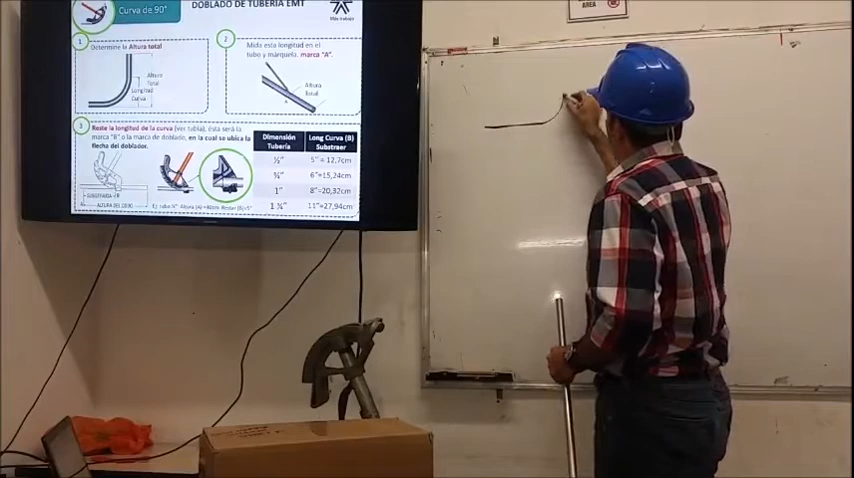 DOBLADO DE TUBERÍA EMT
Curva de 90°
1
Determine la Altura total
Altura
Total
Longitud
Curva
2
Mida esta longitud en el
tubo y márquela. marca "A"
Altura
total
A
3
Reste la longitud de la curva (ver tabla), ésta será la
marca "B" o la marca de doblado, en la cual se ubica la
flecha del doblador.
Dimensión
Tubería
Long Curva (B)
Substraer
½" 5" = 12,7cm
¾" 6"=15,24cm
1" 8"=20,32cm
1 ¼" 11"=27,94cm
AREA